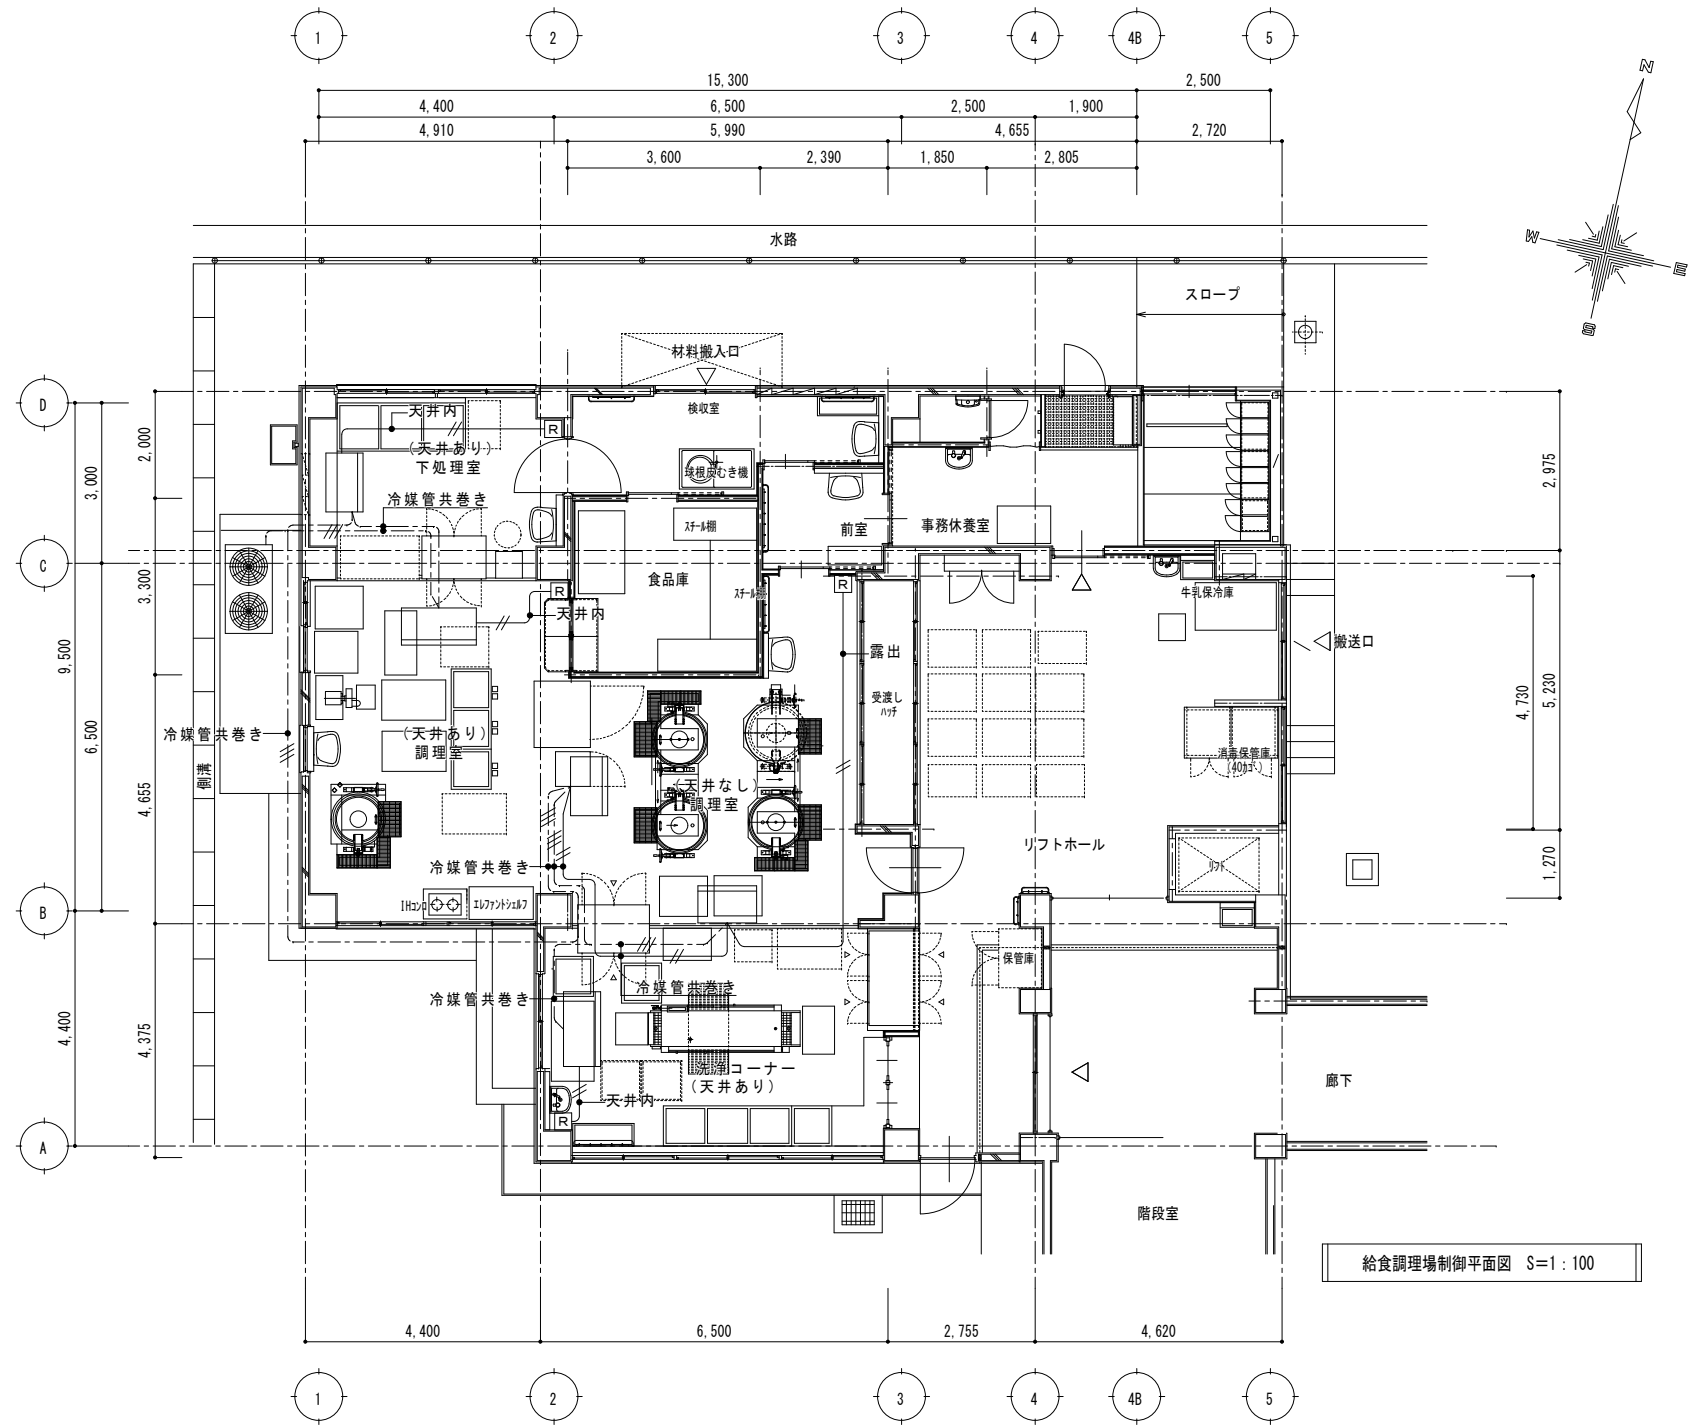 1
2
3
4
4B
5
15,300
2,500
4,400
6,500
2,500
1,900
4,910
5,990
4,655
2,720
3,600
2,390
1,850
2,805
N
W
E
S
水路
スロープ
材料搬入口
D
検収室
天井内
R
(天井あり)
下処理室
球根皮むき機
2,000
3,000
2,975
冷媒管共巻き
スチール棚
前室
事務休養室
C
食品庫
3,300
R
R
牛乳保冷庫
天井内
搬送口
9,500
露出
受渡し
ハッチ
4,730
5,230
6,500
冷媒管共巻き
(天井あり)
調理室
消毒保管庫
側溝
(天井なし)
調理室
4,655
リフトホール
リフト
1,270
冷媒管共巻き
IHコンロ
エレファントシェルフ
B
保管庫
冷媒管共巻き
冷媒管共巻き
4,400
4,375
洗浄コーナー
(天井あり)
廊下
天井内
R
A
階段室
給食調理場制御平面図 S=1:100
4,400
6,500
2,755
4,620
1
2
3
4
4B
5